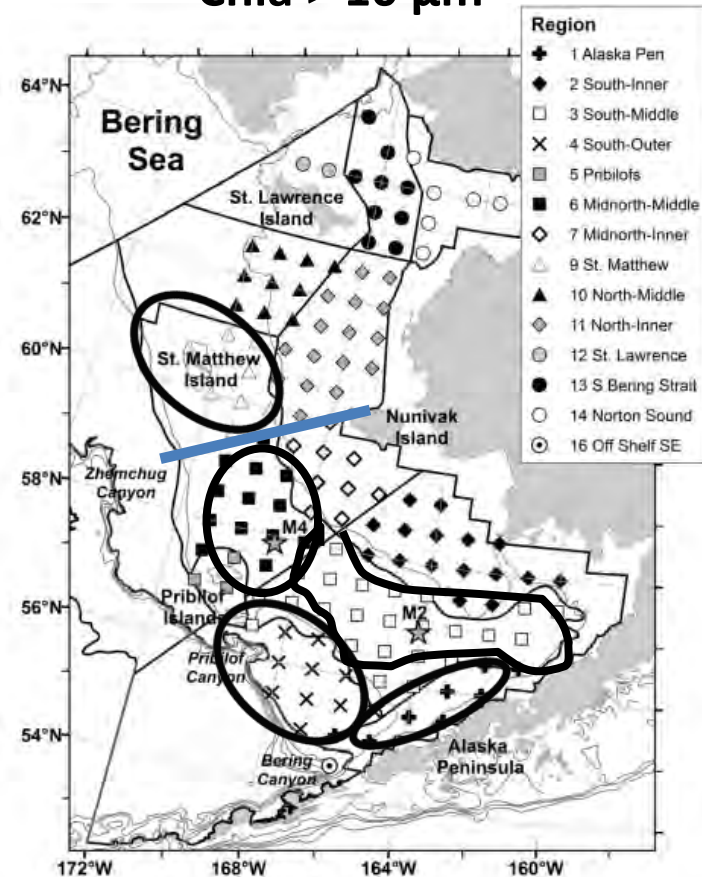 Chla > 10 µm
Region
1 Alaska Pen
2 South-Inner
3 South-Middle
4 South-Outer
5 Pribilofs
6 Midnorth-Middle
7 Midnorth-Inner
9 St. Matthew
10 North-Middle
11 North-Inner
12 St. Lawrence
13 S Bering Strait
14 Norton Sound
16 Off Shelf SE
64°N
Bering
Sea
St. Lawrence
Island
62°N
60°N
St. Matthew
Island
Nunivak
Island
58°N
Zhemchug
Canyon
M4
Pribilof
Islands
56°N
M2
Pribilof
Canyon
54°N
Bering
Canyon
Alaska
Peninsula
172°W
168°W
164°W
160°W